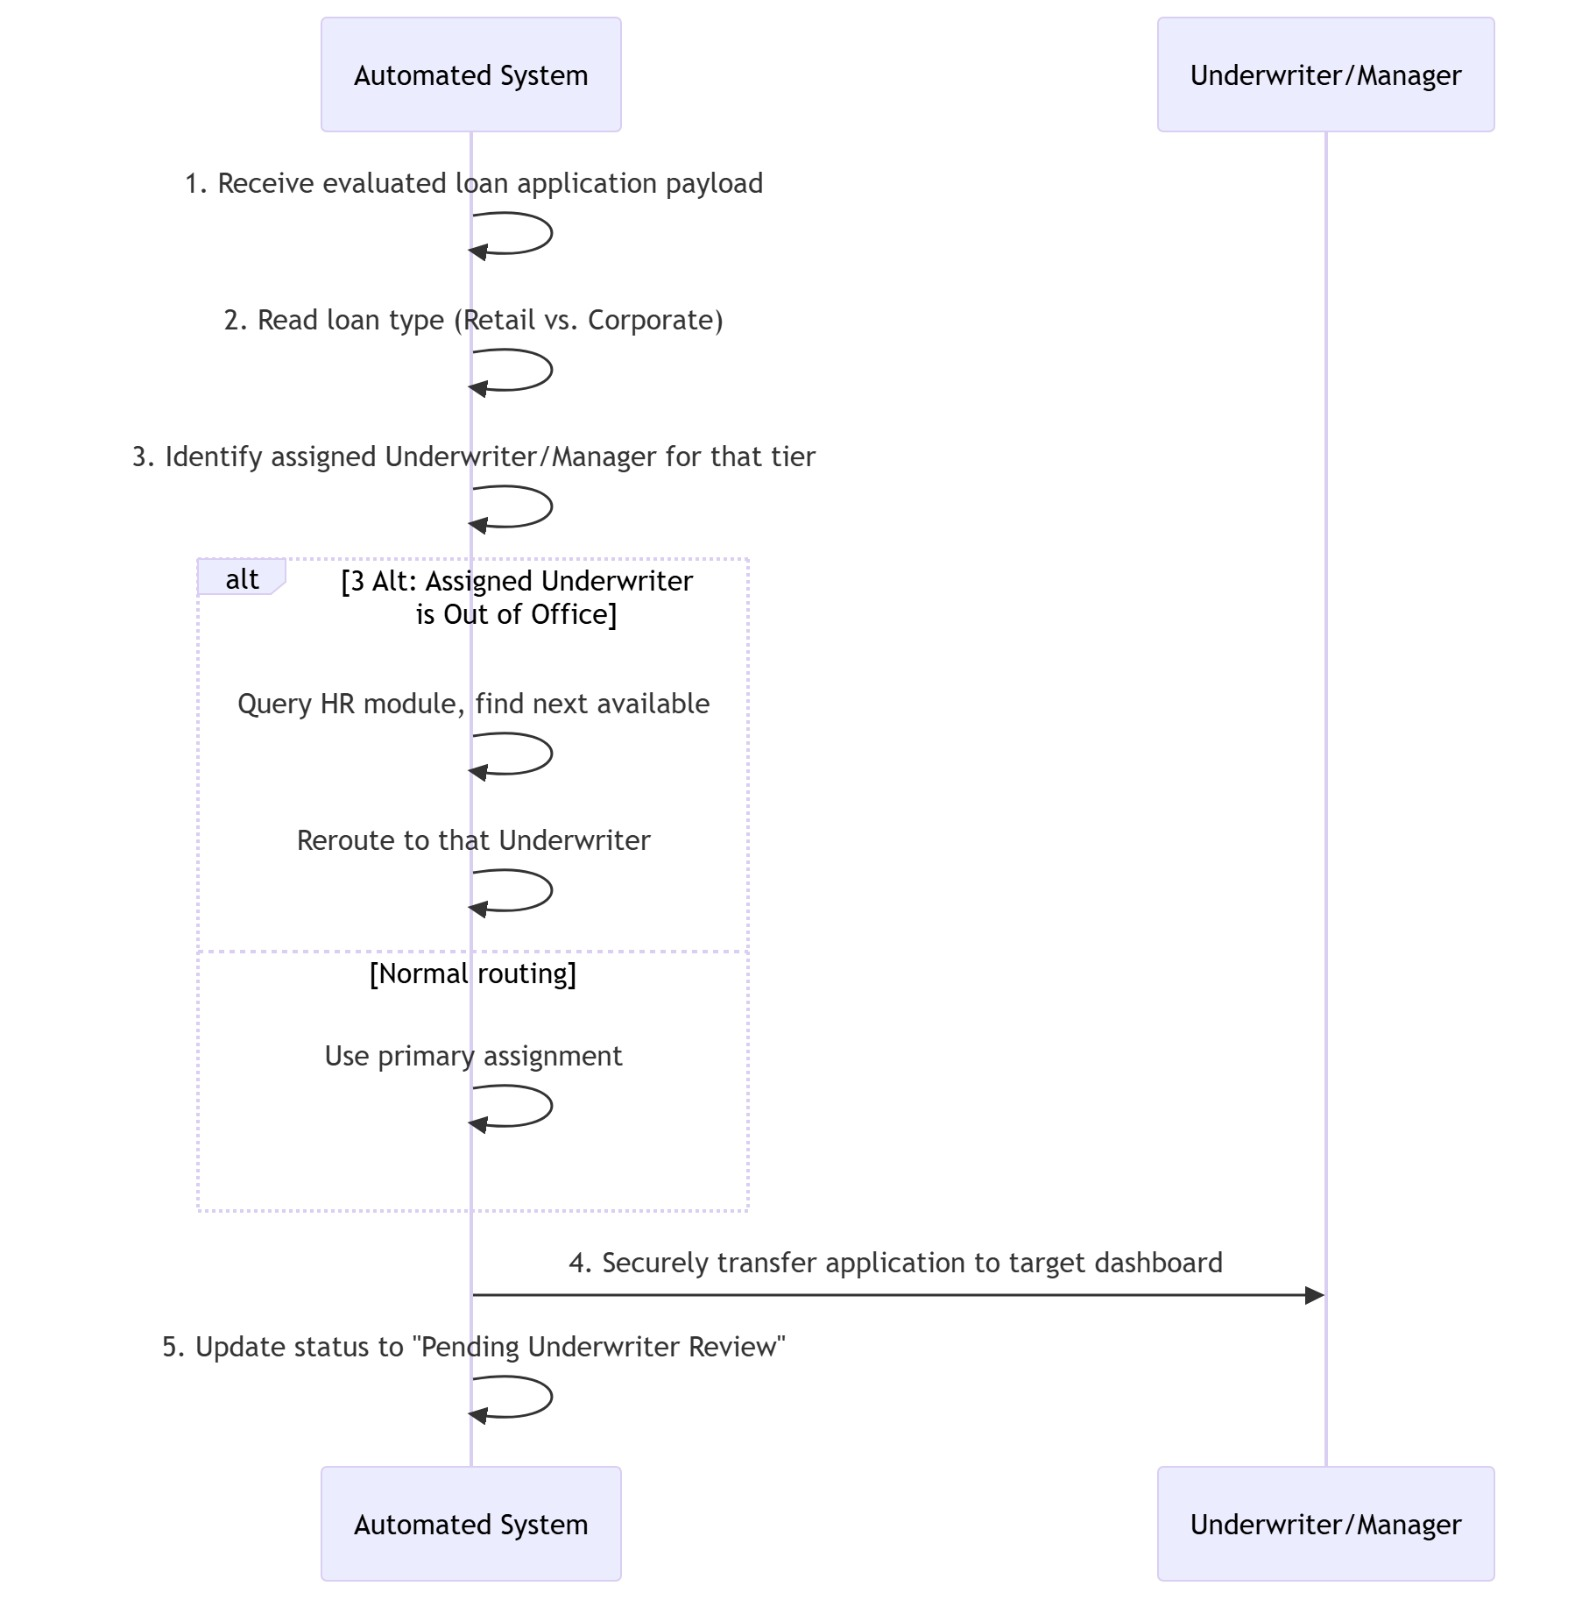 Automated System
Underwriter/Manager
1. Receive evaluated loan application payload
2. Read loan type (Retail vs. Corporate)
3. Identify assigned Underwriter/Manager for that tier
alt
[3 Alt: Assigned Underwriter
is Out of Office]
Query HR module, find next available
Reroute to that Underwriter
[Normal routing]
Use primary assignment
4. Securely transfer application to target dashboard
5. Update status to "Pending Underwriter Review"
Automated System
Underwriter/Manager